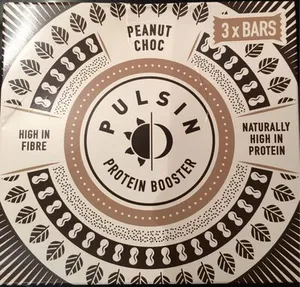 PEANUT
CHOC
3 x BARS
PULSIN
HIGH IN
FIBRE
NATURALLY
HIGH IN
PROTEIN
PROTEIN BOOSTER